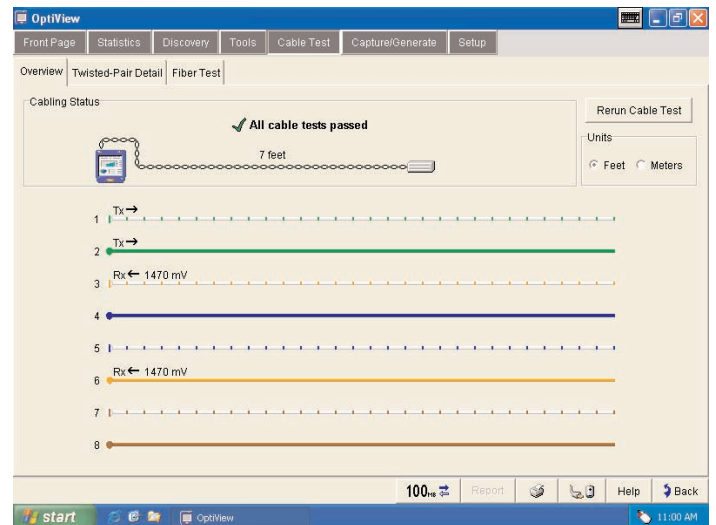 OptiView
Front Page Statistics Discovery Tools Cable Test Capture/Generate Setup
Overview Twisted-Pair Detail Fiber Test
Cabling Status
All cable tests passed
7 feet
Rerun Cable Test
Units
Feet Meters
1 Tx→
2 Tx→
3 Rx← 1470 mV
4
5
6 Rx← 1470 mV
7
8
100MB Report Help Back
start OptiView 11:00 AM